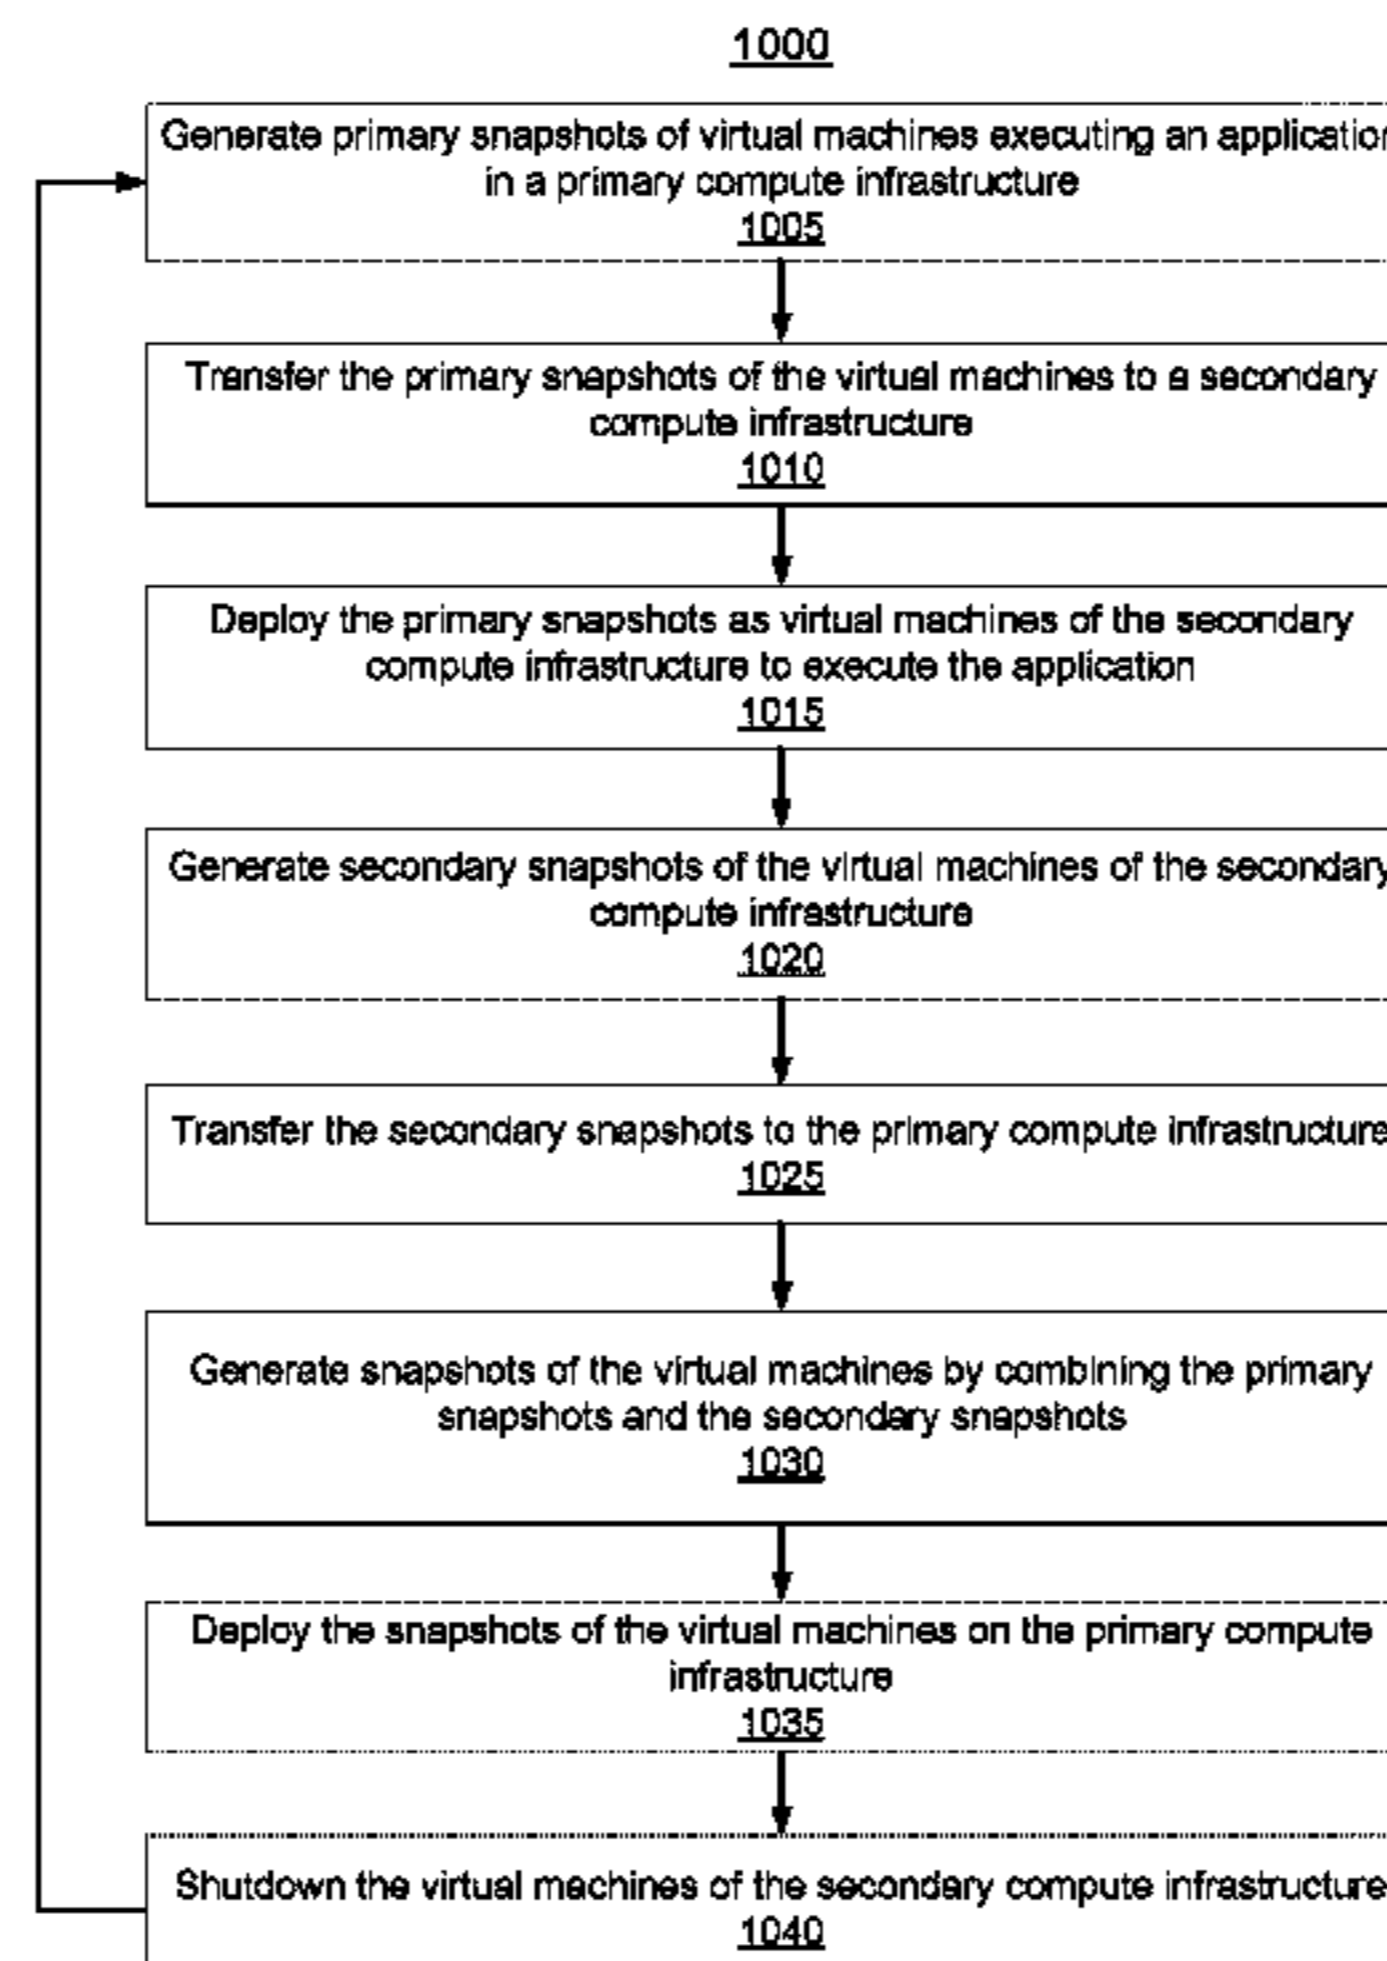 1000
Generate primary snapshots of virtual machines executing an application
in a primary compute infrastructure
1005
Transfer the primary snapshots of the virtual machines to a secondary
compute infrastructure
1010
Deploy the primary snapshots as virtual machines of the secondary
compute infrastructure to execute the application
1015
Generate secondary snapshots of the virtual machines of the secondary
compute infrastructure
1020
Transfer the secondary snapshots to the primary compute infrastructure
1025
Generate snapshots of the virtual machines by combining the primary
snapshots and the secondary snapshots
1030
Deploy the snapshots of the virtual machines on the primary compute
infrastructure
1035
Shutdown the virtual machines of the secondary compute infrastructure
1040